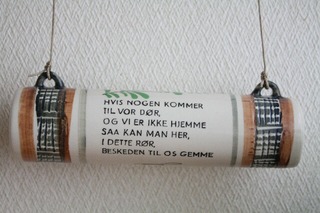 HVIS NOGEN KOMMER
TIL VOR DØR,
OG VI ER IKKE HJEMME
SAA KAN MAN HER,
I DETTE RØR,
BESKEDEN TIL OS GEMME